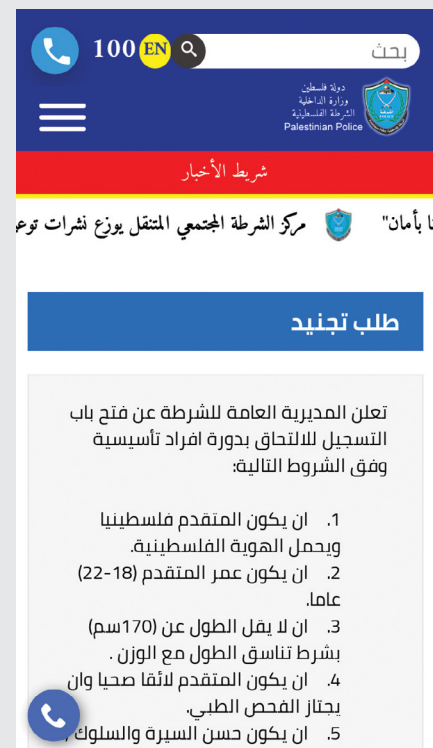 100 EN بحث
دولة فلسطين
وزارة الداخلية
الشرطة الفلسطينية
Palestinian Police
شريط الأخبار
نا بأمان" مركز الشرطة المجتمعي المتنقل يوزع نشرات توعي
طلب تجنيد
تعلن المديرية العامة للشرطة عن فتح باب
التسجيل للالتحاق بدورة افراد تأسيسية
وفق الشروط التالية:
1. ان يكون المتقدم فلسطينيا
ويحمل الهوية الفلسطينية.
2. ان يكون عمر المتقدم (18-22)
عاما.
3. ان لا يقل الطول عن (170سم)
بشرط تناسق الطول مع الوزن .
4. ان يكون المتقدم لائقا صحيا وان
يجتاز الفحص الطبي.
5. ان يكون حسن السيرة والسلوك ,